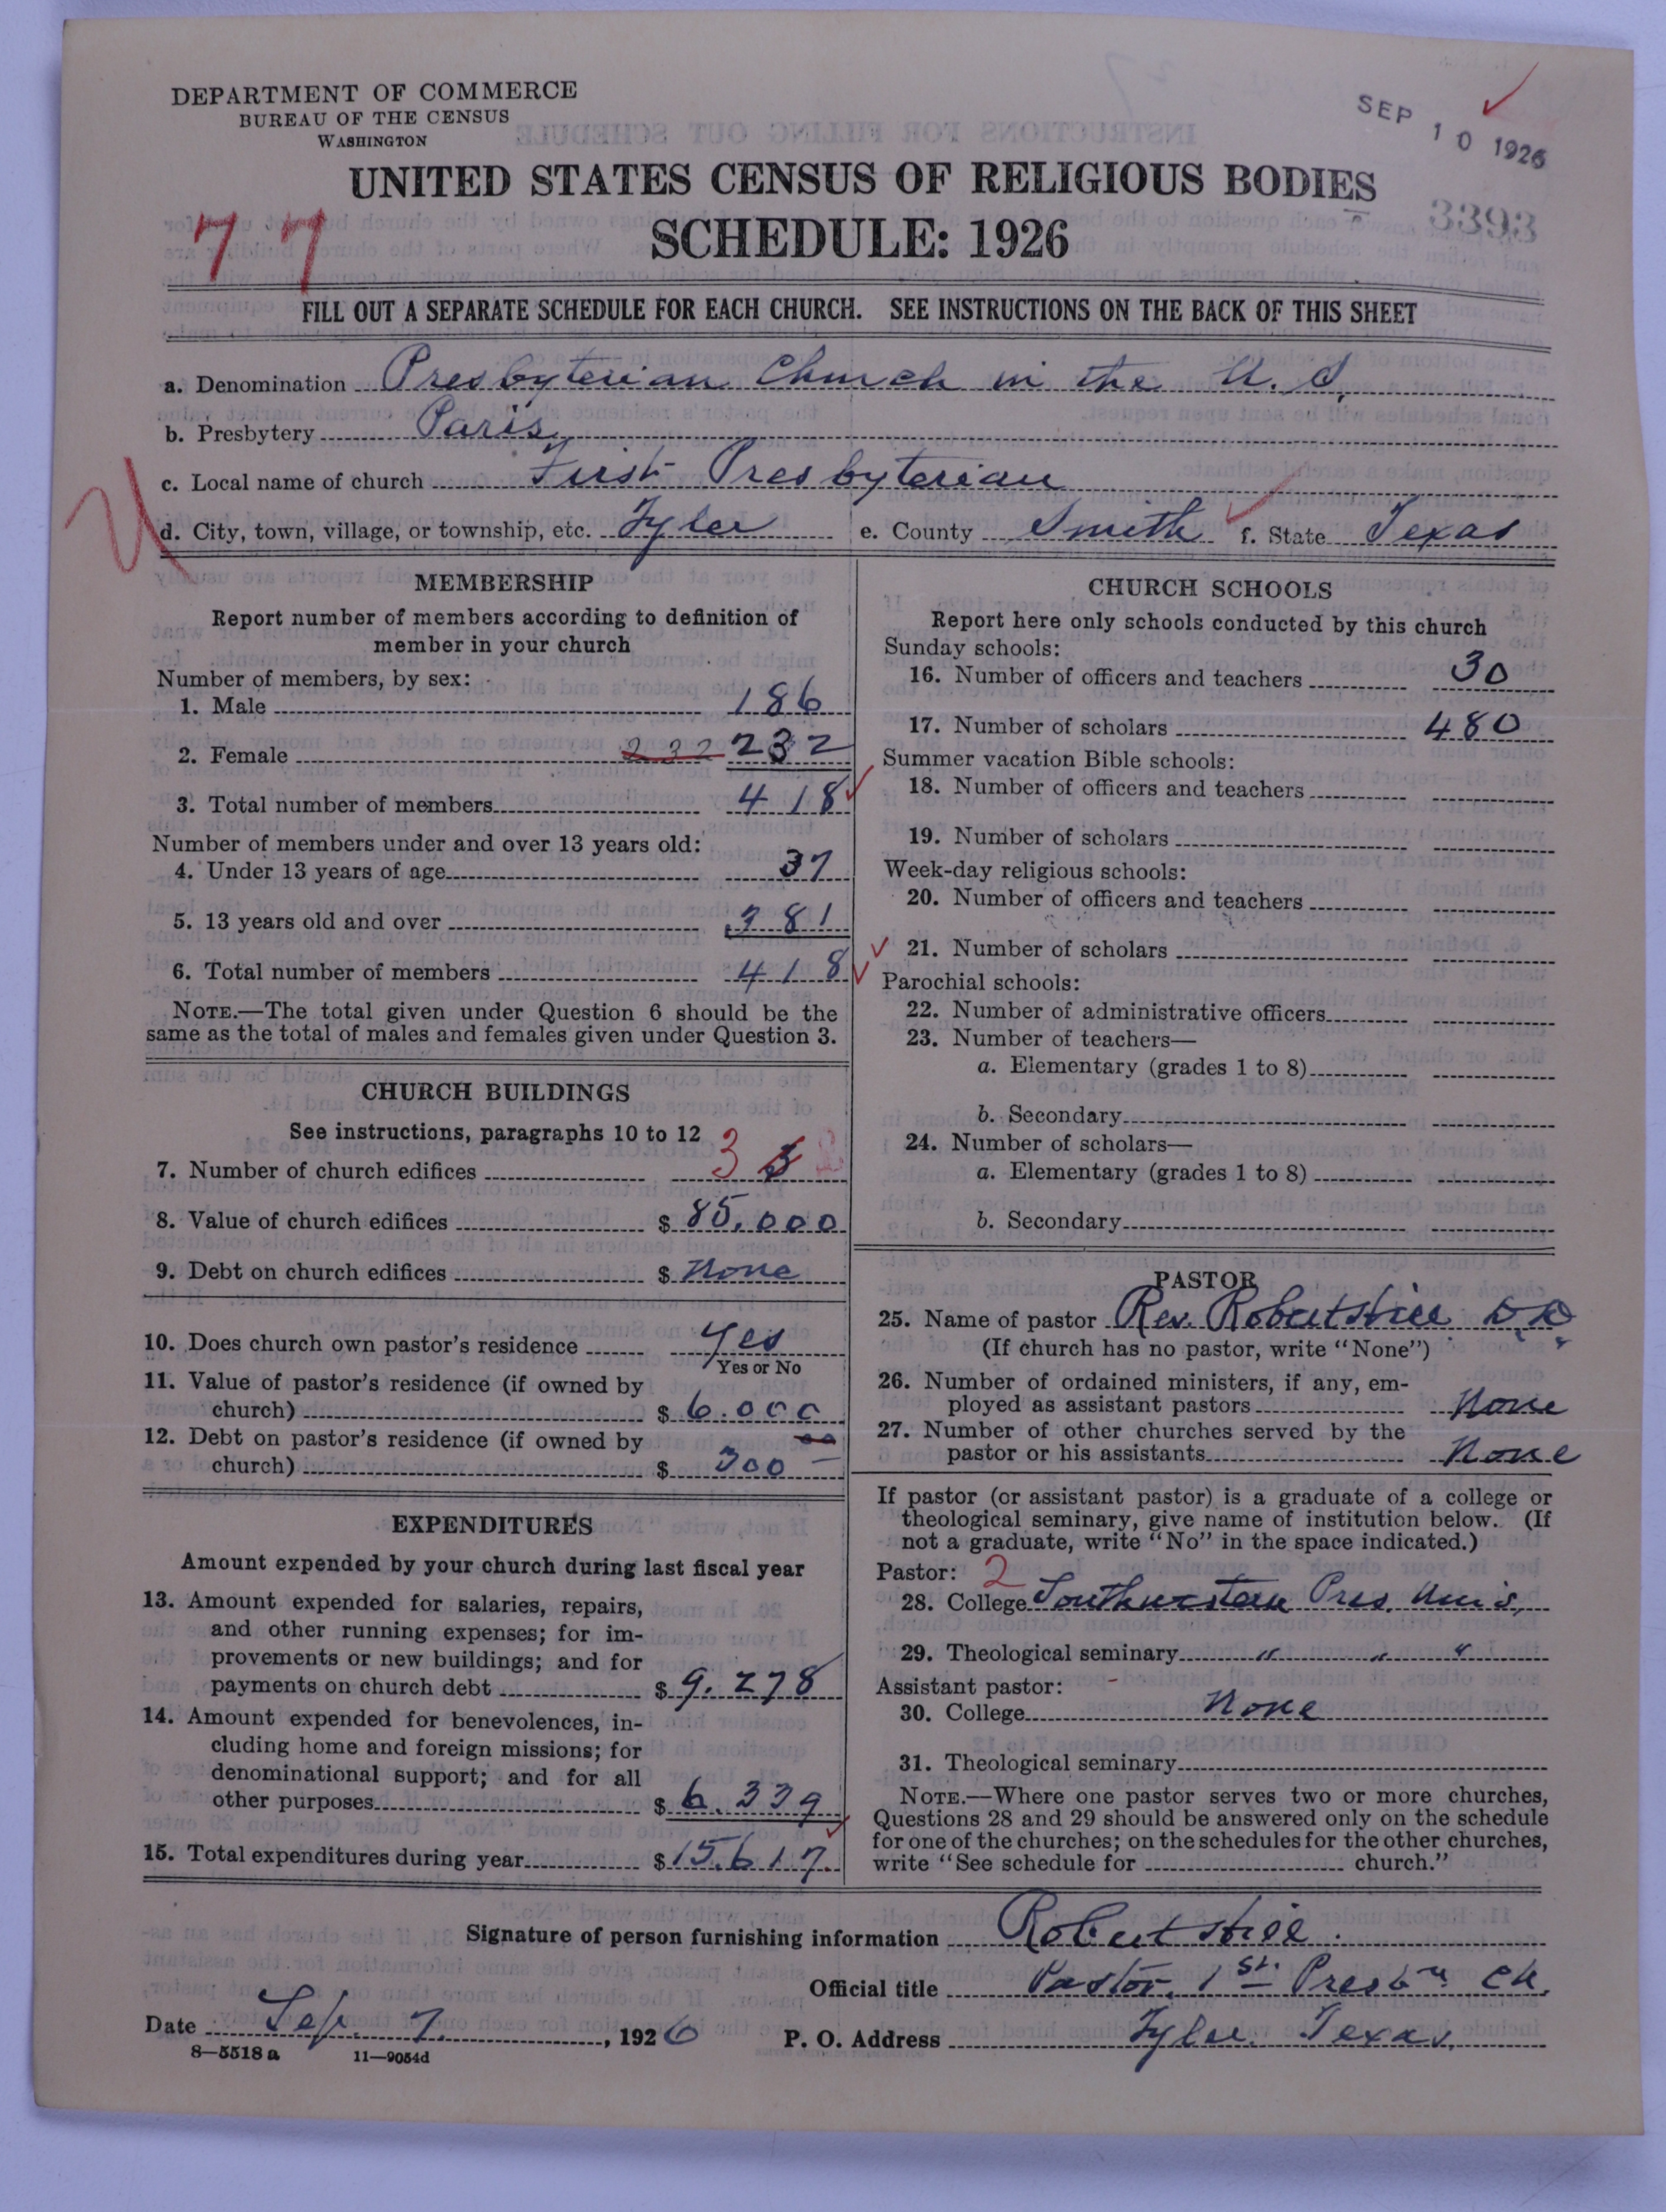 DEPARTMENT OF COMMERCE
BUREAU OF THE CENSUS
WASHINGTON
SEP 10 1926
UNITED STATES CENSUS OF RELIGIOUS BODIES
SCHEDULE: 1926
3393
77
FILL OUT A SEPARATE SCHEDULE FOR EACH CHURCH. SEE INSTRUCTIONS ON THE BACK OF THIS SHEET
a. Denomination Presbyterian Church in the U.S.
b. Presbytery Paris
c. Local name of church First Presbyterian
d. City, town, village, or township, etc. Tyler e. County Smith f. State Texas
MEMBERSHIP
Report number of members according to definition of
member in your church
Number of members, by sex:
1. Male 186
2. Female 232 232
3. Total number of members 418
Number of members under and over 13 years old:
4. Under 13 years of age 37
5. 13 years old and over 381
6. Total number of members 418
NOTE.—The total given under Question 6 should be the
same as the total of males and females given under Question 3.
CHURCH BUILDINGS
See instructions, paragraphs 10 to 12
7. Number of church edifices 3
8. Value of church edifices $ 85,000
9. Debt on church edifices $ None
10. Does church own pastor's residence Yes
Yes or No
11. Value of pastor's residence (if owned by
church) $ 6.000
12. Debt on pastor's residence (if owned by
church) $ 300
EXPENDITURES
Amount expended by your church during last fiscal year
13. Amount expended for salaries, repairs,
and other running expenses; for im-
provements or new buildings; and for
payments on church debt $ 9.278
14. Amount expended for benevolences, in-
cluding home and foreign missions; for
denominational support; and for all
other purposes $ 6.339
15. Total expenditures during year $ 15.617
CHURCH SCHOOLS
Report here only schools conducted by this church
Sunday schools:
16. Number of officers and teachers 30
17. Number of scholars 480
Summer vacation Bible schools:
18. Number of officers and teachers
19. Number of scholars
Week-day religious schools:
20. Number of officers and teachers
21. Number of scholars
Parochial schools:
22. Number of administrative officers
23. Number of teachers—
a. Elementary (grades 1 to 8)
b. Secondary
24. Number of scholars—
a. Elementary (grades 1 to 8)
b. Secondary
PASTOR
25. Name of pastor Rev. Robert Hill D.D.
(If church has no pastor, write "None")
26. Number of ordained ministers, if any, em-
ployed as assistant pastors None
27. Number of other churches served by the
pastor or his assistants None
If pastor (or assistant pastor) is a graduate of a college or
theological seminary, give name of institution below. (If
not a graduate, write "No" in the space indicated.)
Pastor: 2
28. College Southwestern Pres. Univ.
29. Theological seminary " " "
Assistant pastor:
30. College None
31. Theological seminary
NOTE.—Where one pastor serves two or more churches,
Questions 28 and 29 should be answered only on the schedule
for one of the churches; on the schedules for the other churches,
write "See schedule for church."
Signature of person furnishing information Robert Hill
Official title Pastor, 1st Presbn Ch.
Date Sep. 7, 1926 P. O. Address Tyler Texas.
8—5518 a 11—9054d